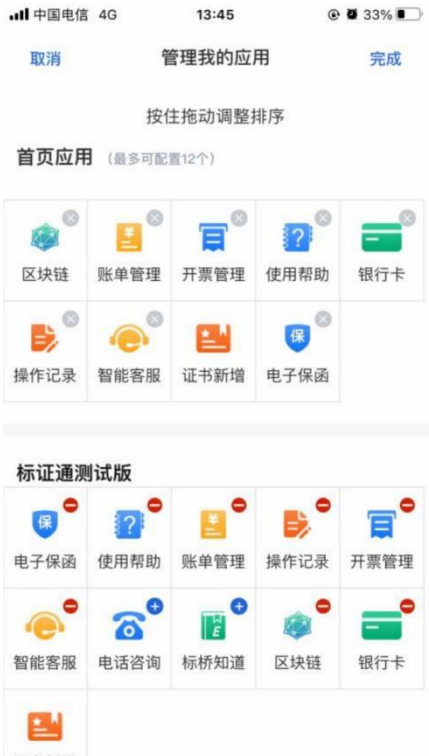 中国电信 4G 13:45 33%
取消 管理我的应用 完成
按住拖动调整排序
首页应用 (最多可配置12个)
区块链 账单管理 开票管理 使用帮助 银行卡
操作记录 智能客服 证书新增 电子保函
标证通测试版
电子保函 使用帮助 账单管理 操作记录 开票管理
智能客服 电话咨询 标桥知道 区块链 银行卡